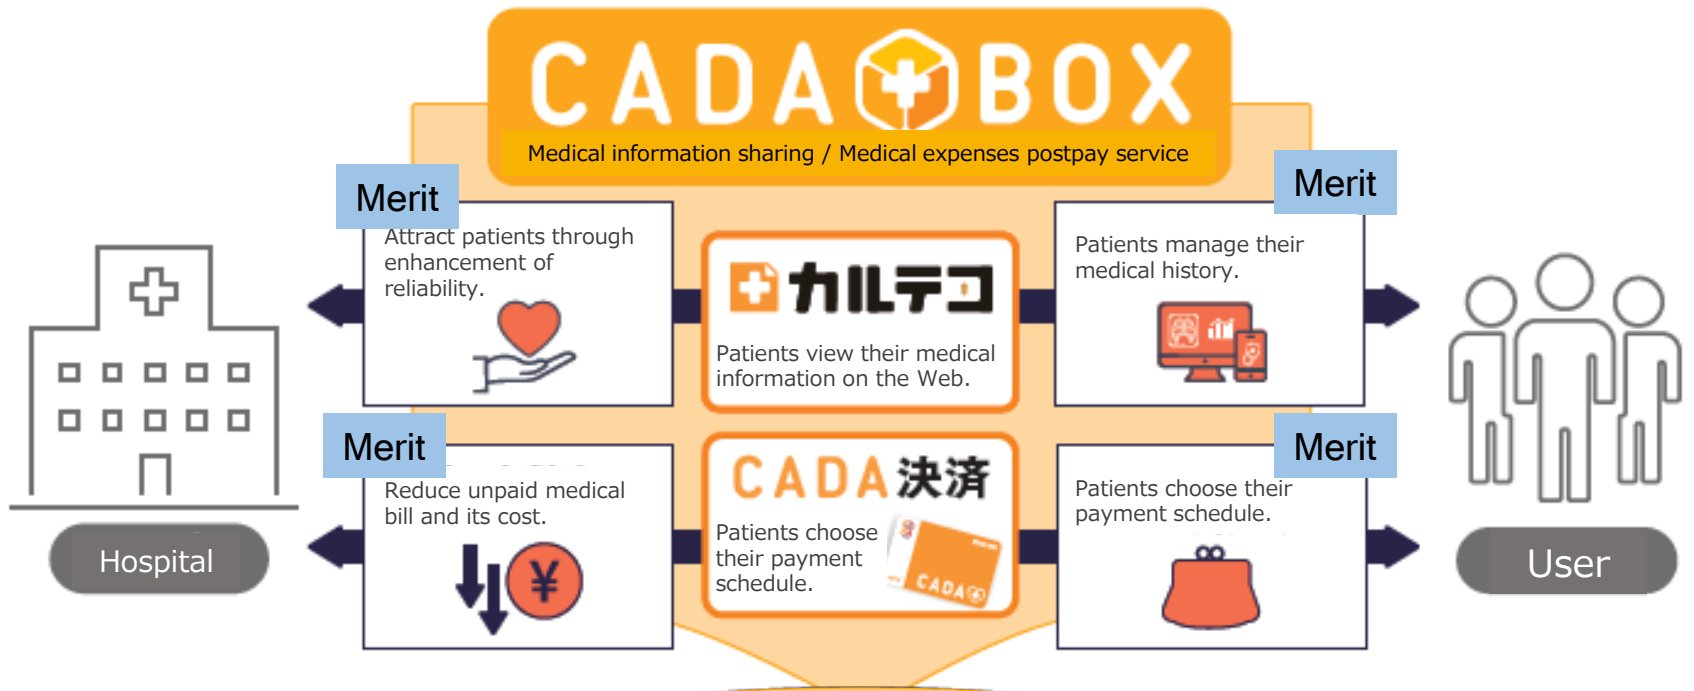 CADA BOX
Medical information sharing / Medical expenses postpay service
Merit
Attract patients through
enhancement of
reliability.
カルテコ
Patients view their medical
information on the Web.
Merit
Patients manage their
medical history.
Merit
Reduce unpaid medical
bill and its cost.
¥
CADA決済
Patients choose
their payment
schedule.
CADA
Merit
Patients choose their
payment schedule.
Hospital
User